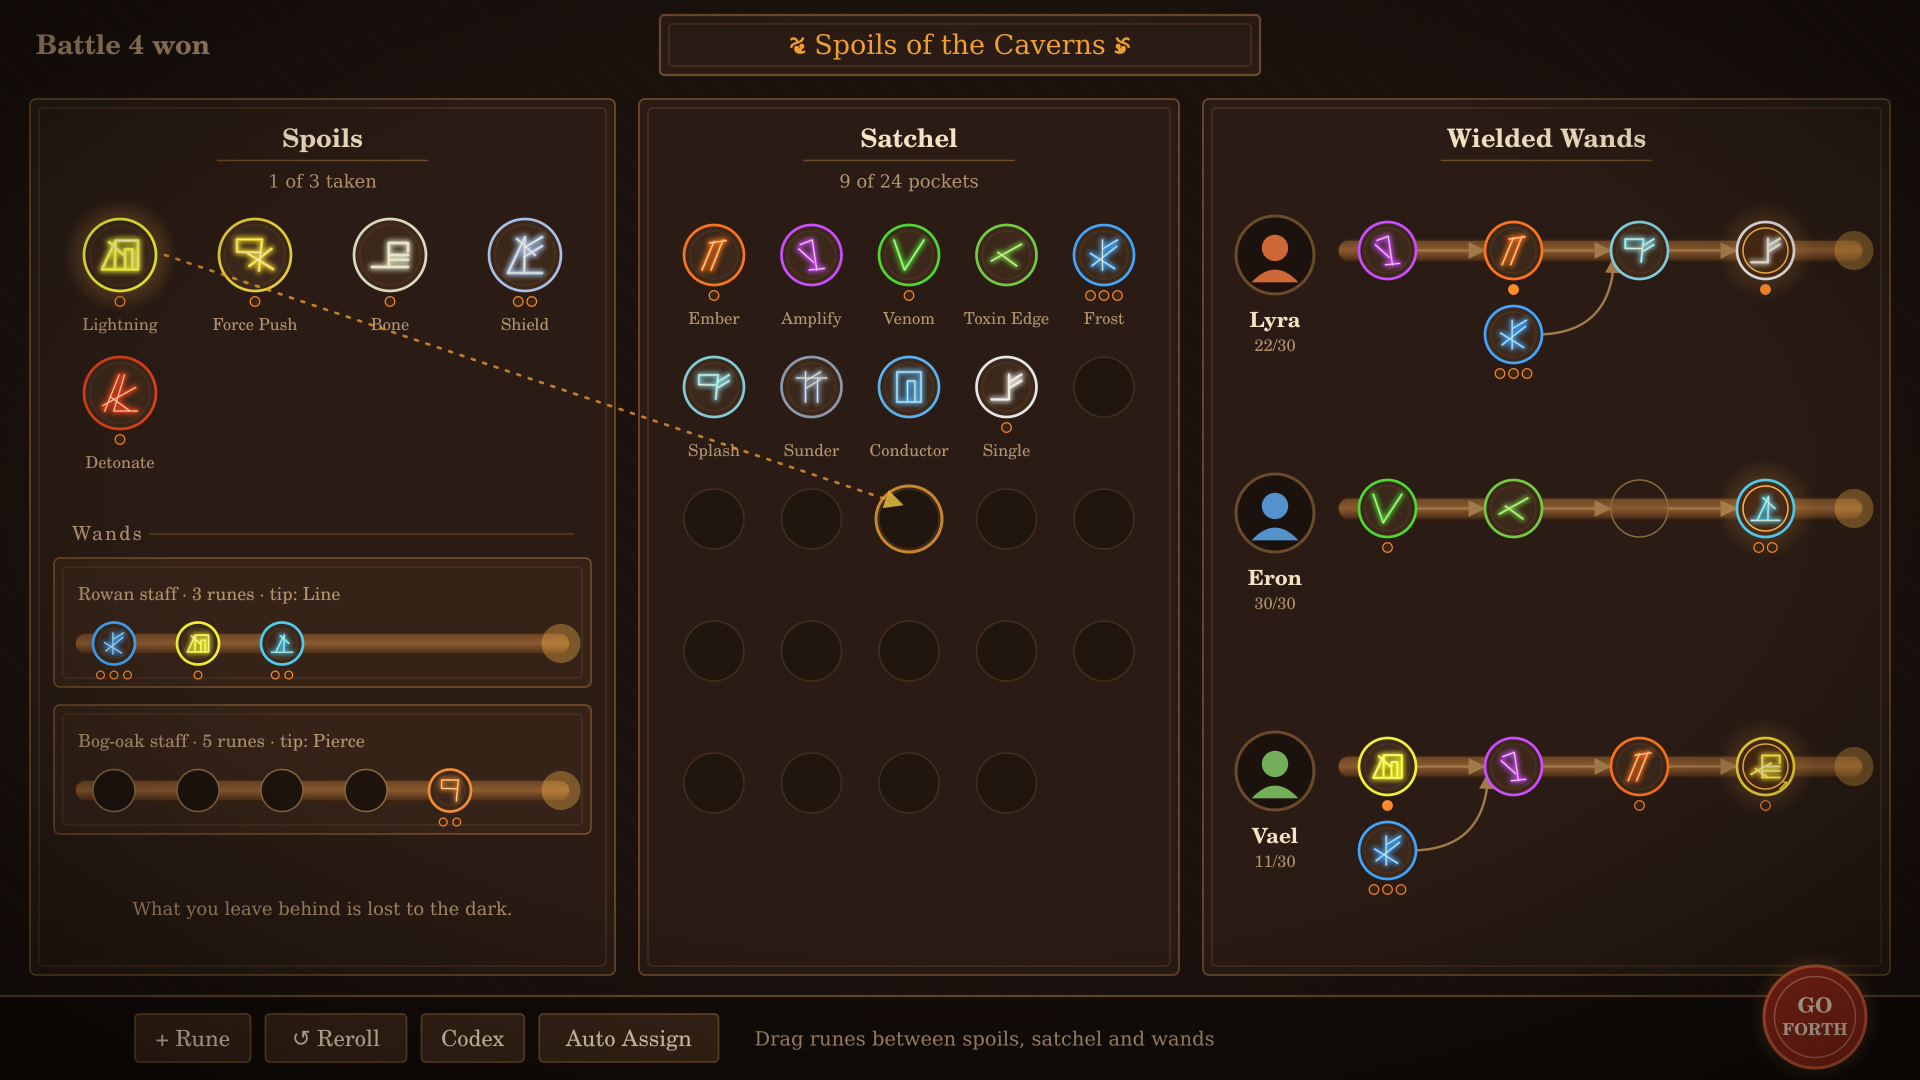 Battle 4 won
Spoils of the Caverns
Spoils
1 of 3 taken
Lightning
Force Push
Bone
Shield
Detonate
Wands
Rowan staff · 3 runes · tip: Line
Bog-oak staff · 5 runes · tip: Pierce
What you leave behind is lost to the dark.
Satchel
9 of 24 pockets
Ember
Amplify
Venom
Toxin Edge
Frost
Splash
Sunder
Conductor
Single
Wielded Wands
Lyra
22/30
Eron
30/30
Vael
11/30
+ Rune
↺ Reroll
Codex
Auto Assign
Drag runes between spoils, satchel and wands
GO
FORTH